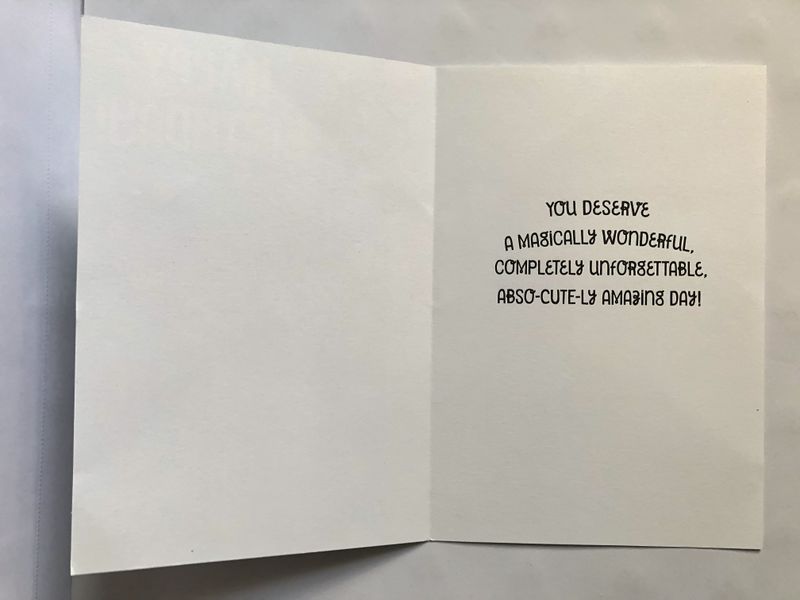 YOU DESERVE
A MAGICALLY WONDERFUL,
COMPLETELY UNFORGETTABLE,
ABSO-CUTE-LY AMAZING DAY!